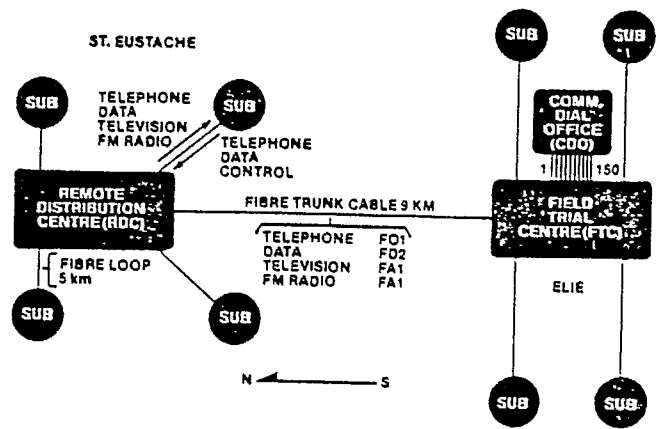 ST. EUSTACHE
SUB
SUB
SUB
SUB
TELEPHONE
DATA
TELEVISION
FM RADIO
TELEPHONE
DATA
CONTROL
COMM.
DIAL
OFFICE
(CDO)
1 150
REMOTE
DISTRIBUTION
CENTRE (RDC)
FIBRE TRUNK CABLE 9 KM
FIELD
TRIAL
CENTRE (FTC)
TELEPHONE FD1
DATA FD2
TELEVISION FA1
FM RADIO FA1
FIBRE LOOP
5 km
ELIE
SUB
SUB
N S
SUB
SUB